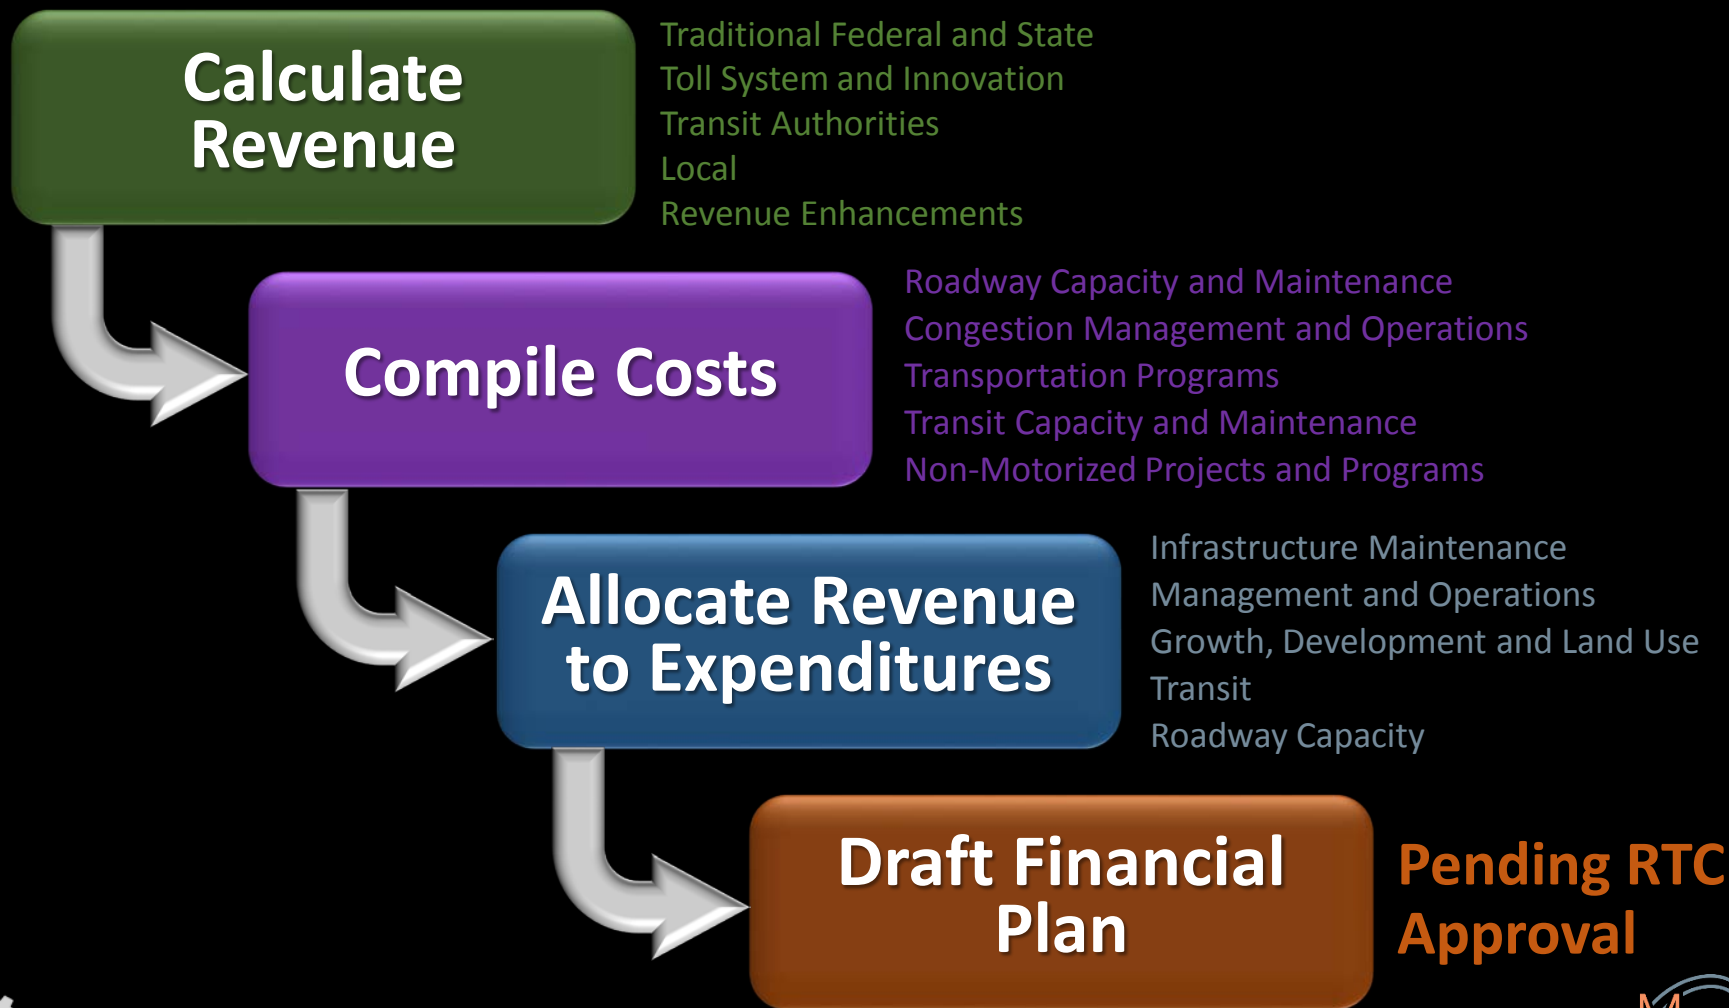 Calculate
Revenue
Traditional Federal and State
Toll System and Innovation
Transit Authorities
Local
Revenue Enhancements
Compile Costs
Roadway Capacity and Maintenance
Congestion Management and Operations
Transportation Programs
Transit Capacity and Maintenance
Non-Motorized Projects and Programs
Allocate Revenue
to Expenditures
Infrastructure Maintenance
Management and Operations
Growth, Development and Land Use
Transit
Roadway Capacity
Draft Financial
Plan
Pending RTC
Approval